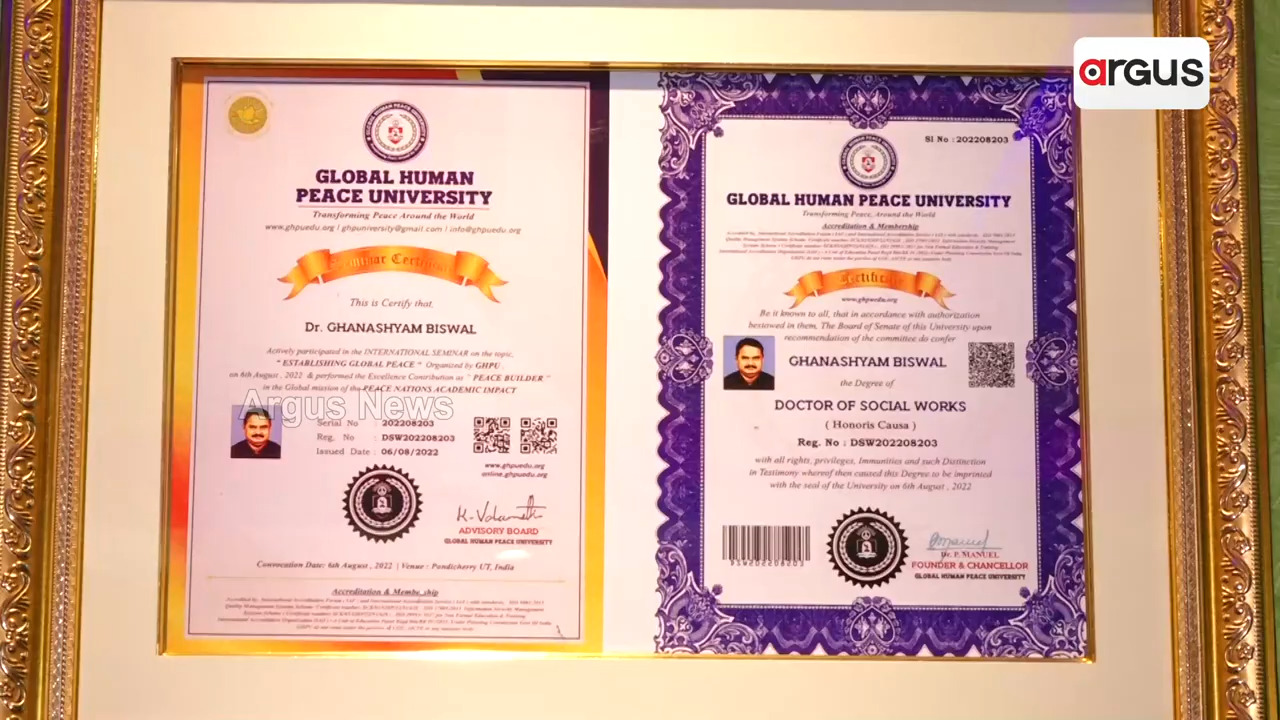 argus
GLOBAL HUMAN
PEACE UNIVERSITY
Transforming Peace Around the World
www.ghpuedu.org / ghpuniversity@gmail.com / info@ghpuedu.org
Seminar Certificate
This is Certify that.
Dr. GHANASHYAM BISWAL
Actively participated in the INTERNATIONAL SEMINAR on the topic,
" ESTABLISHING GLOBAL PEACE " Organized by GHPU
on 6th August , 2022 & performed the Excellence Contribution as " PEACE BUILDER "
in the Global mission of the PEACE NATIONS ACADEMIC IMPACT
Argus News
Serial No : 202208203
Reg. No : DSW202208203
Issued Date : 06/08/2022
www.ghpuedu.org
online.ghpuedu.org
ADVISORY BOARD
GLOBAL HUMAN PEACE UNIVERSITY
Convocation Date: 6th August , 2022 | Venue : Pondicherry UT, India
Accreditation & Membe ship
Sl No : 202208203
GLOBAL HUMAN PEACE UNIVERSITY
Transforming Peace, Around the World
Accreditation & Membership
Certificate
www.ghpuedu.org
Be it known to all, that in accordance with authorization
bestowed in them, The Board of Senate of this University upon
recommendation of the committee do confer
GHANASHYAM BISWAL
the Degree of
DOCTOR OF SOCIAL WORKS
( Honoris Causa )
Reg. No : DSW202208203
with all rights, privileges, Immunities and such Distinction
in Testimony whereof then caused this Degree to be imprinted
with the seal of the University on 6th August , 2022
DSW202208203
Dr. P. MANUEL
FOUNDER & CHANCELLOR
GLOBAL HUMAN PEACE UNIVERSITY